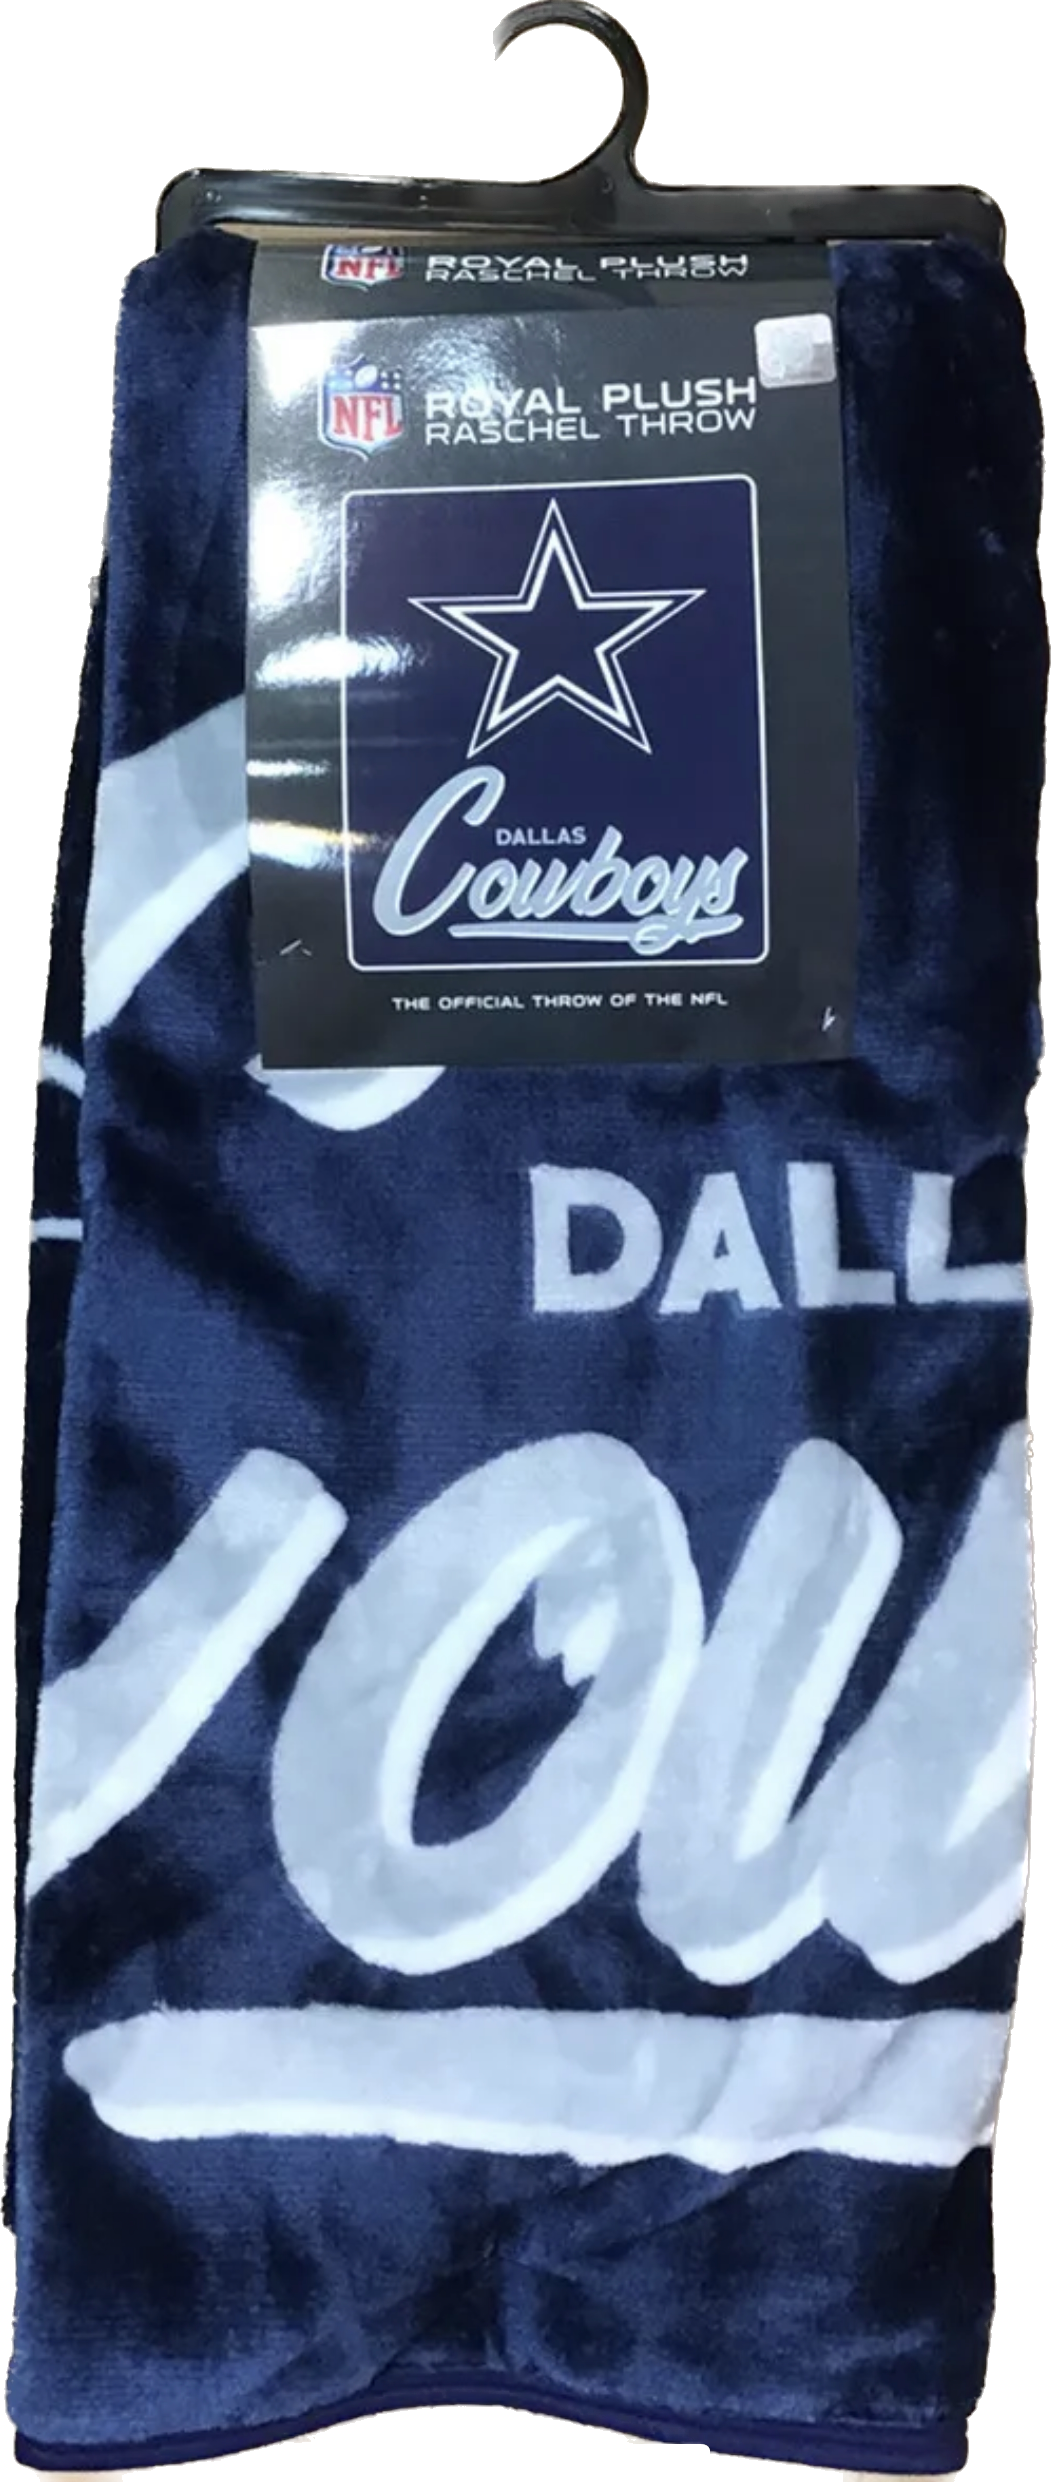 NFL ROYAL PLUSH
RASCHEL THROW
NFL ROYAL PLUSH
RASCHEL THROW
DALLAS
Cowboys
THE OFFICIAL THROW OF THE NFL
DALL
COW